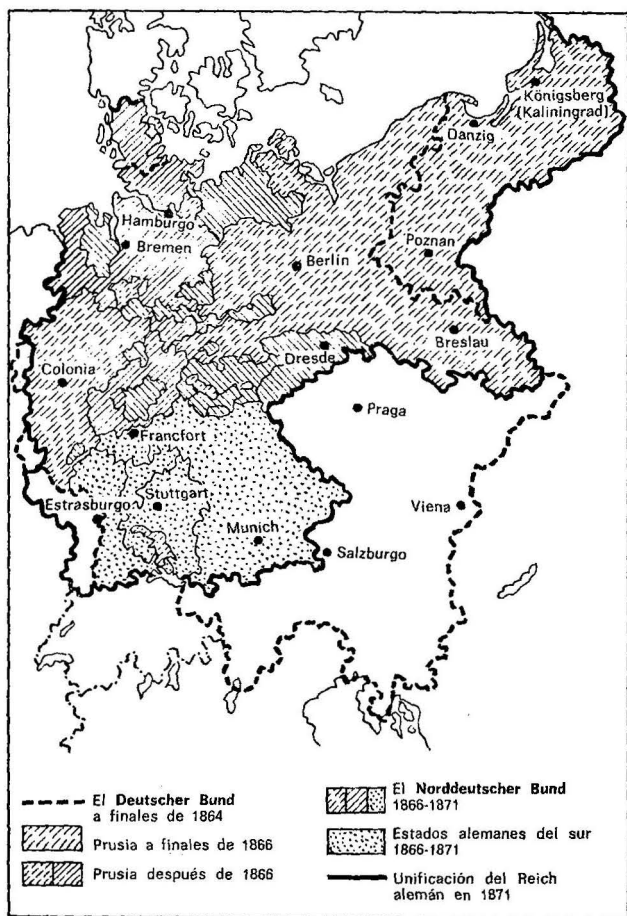 Königsberg
(Kaliningrad)
Danzig
Hamburgo
Bremen
Berlín
Poznan
Breslau
Dresde
Colonia
Praga
Francfort
Stuttgart
Estrasburgo
Viena
Munich
Salzburgo
El Deutscher Bund
a finales de 1864
Prusia a finales de 1866
Prusia después de 1866
El Norddeutscher Bund
1866-1871
Estados alemanes del sur
1866-1871
Unificación del Reich
alemán en 1871